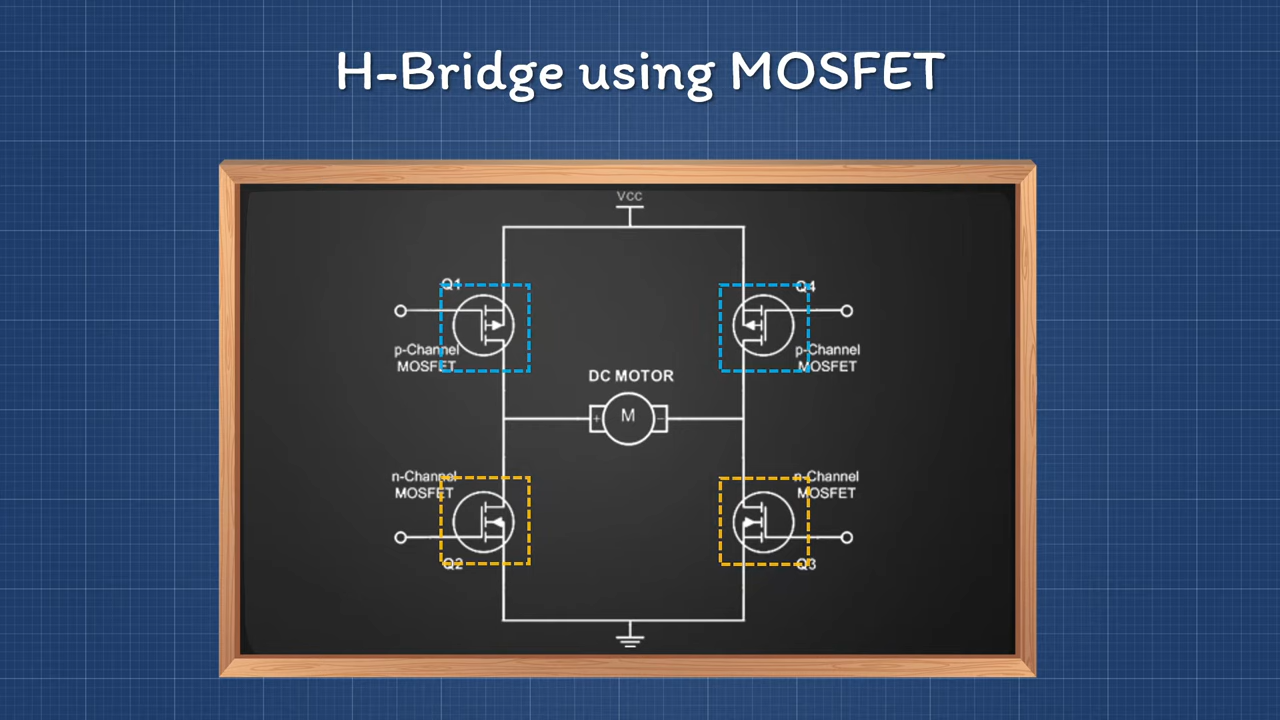 H-Bridge using MOSFET
VCC
Q1
Q4
p-Channel
MOSFET
p-Channel
MOSFET
DC MOTOR
+ M −
n-Channel
MOSFET
n-Channel
MOSFET
Q2
Q3